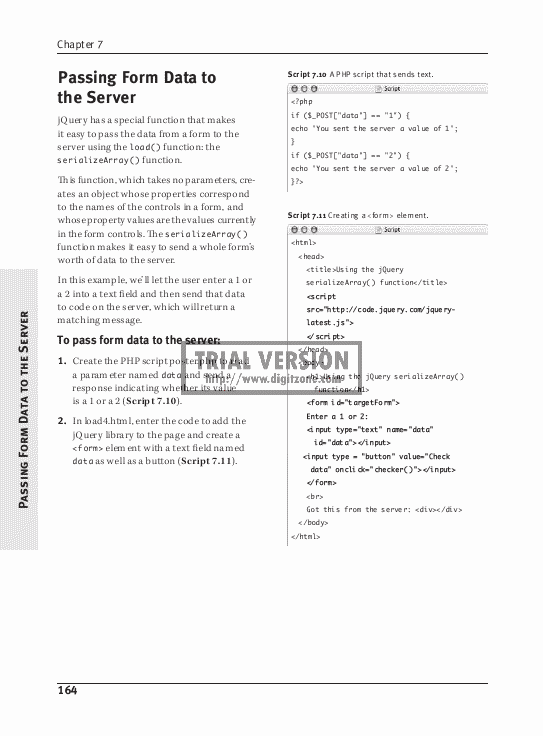 Chapter 7
Passing Form Data to
the Server
jQuery has a special function that makes
it easy to pass the data from a form to the
server using the load() function: the
serializeArray() function.
This function, which takes no parameters, cre-
ates an object whose properties correspond
to the names of the controls in a form, and
whose property values are the values currently
in the form controls. The serializeArray()
function makes it easy to send a whole form's
worth of data to the server.
In this example, we'll let the user enter a 1 or
a 2 into a text field and then send that data
to code on the server, which will return a
matching message.
To pass form data to the server:
1. Create the PHP script poster.php to read
a parameter named data and send a
response indicating whether its value
is a 1 or a 2 (Script 7.10).
2. In load4.html, enter the code to add the
jQuery library to the page and create a
<form> element with a text field named
data as well as a button (Script 7.11).
Script 7.10 A PHP script that sends text.
Script
<?php
if ($_POST["data"] == "1") {
echo 'You sent the server a value of 1';
}
if ($_POST["data"] == "2") {
echo 'You sent the server a value of 2';
}?>
Script 7.11 Creating a <form> element.
Script
<html>
<head>
<title>Using the jQuery
serializeArray() function</title>
<script
src="http://code.jquery.com/jquery-
latest.js">
</script>
</head>
<body>
<h1>Using the jQuery serializeArray()
function</h1>
<form id="targetForm">
Enter a 1 or 2:
<input type="text" name="data"
id="data"></input>
<input type = "button" value="Check
data" onclick="checker()"></input>
</form>
<br>
Got this from the server: <div></div>
</body>
</html>
TRIAL VERSION
http://www.digitzone.com
Passing Form Data to the Server
164